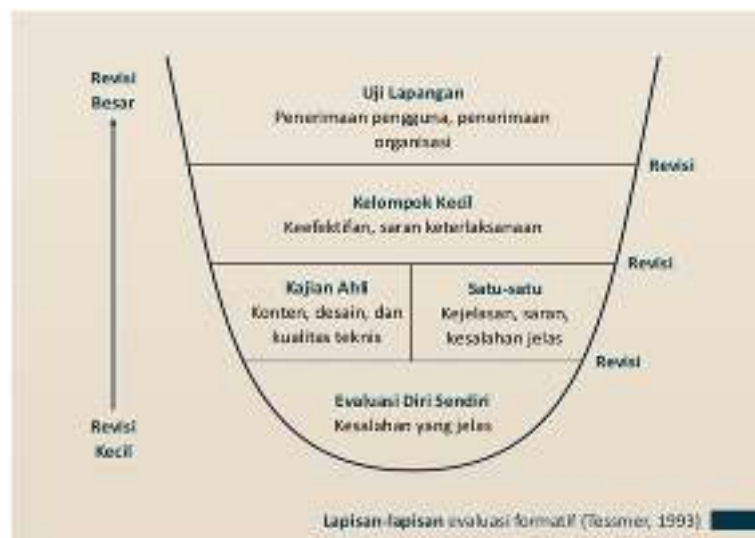 Revisi
Besar
Uji Lapangan
Penerimaan pengguna, penerimaan
organisasi
Revisi
Kelompok Kecil
Keefektifan, saran keterlaksanaan
Revisi
Kajian Ahli
Konten, desain, dan
kualitas teknis
Satu-satu
Kejelasan, saran,
kesalahan jelas
Revisi
Evaluasi Diri Sendiri
Kesalahan yang jelas
Revisi
Kecil
Lapisan-lapisan evaluasi formatif (Tessmer, 1993)